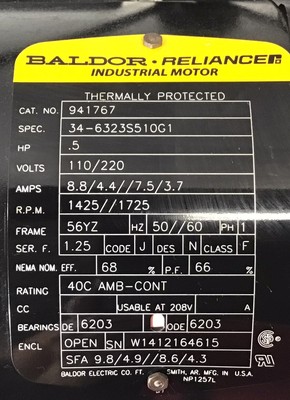 BALDOR · RELIANCE
INDUSTRIAL MOTOR
THERMALLY PROTECTED
CAT. NO. 941767
SPEC. 34-6323S510G1
HP .5
VOLTS 110/220
AMPS 8.8/4.4//7.5/3.7
R.P.M. 1425//1725
FRAME 56YZ HZ 50//60 PH 1
SER. F. 1.25 CODE J DES N CLASS F
NEMA NOM. EFF. 68 % P.F. 66 %
RATING 40C AMB-CONT
CC USABLE AT 208V A
BEARINGS DE 6203 ODE 6203
ENCL OPEN SN W1412164615
SFA 9.8/4.9//8.6/4.3
BALDOR ELECTRIC CO. FT. SMITH, AR. MFG. IN U.S.A.
NP1257L